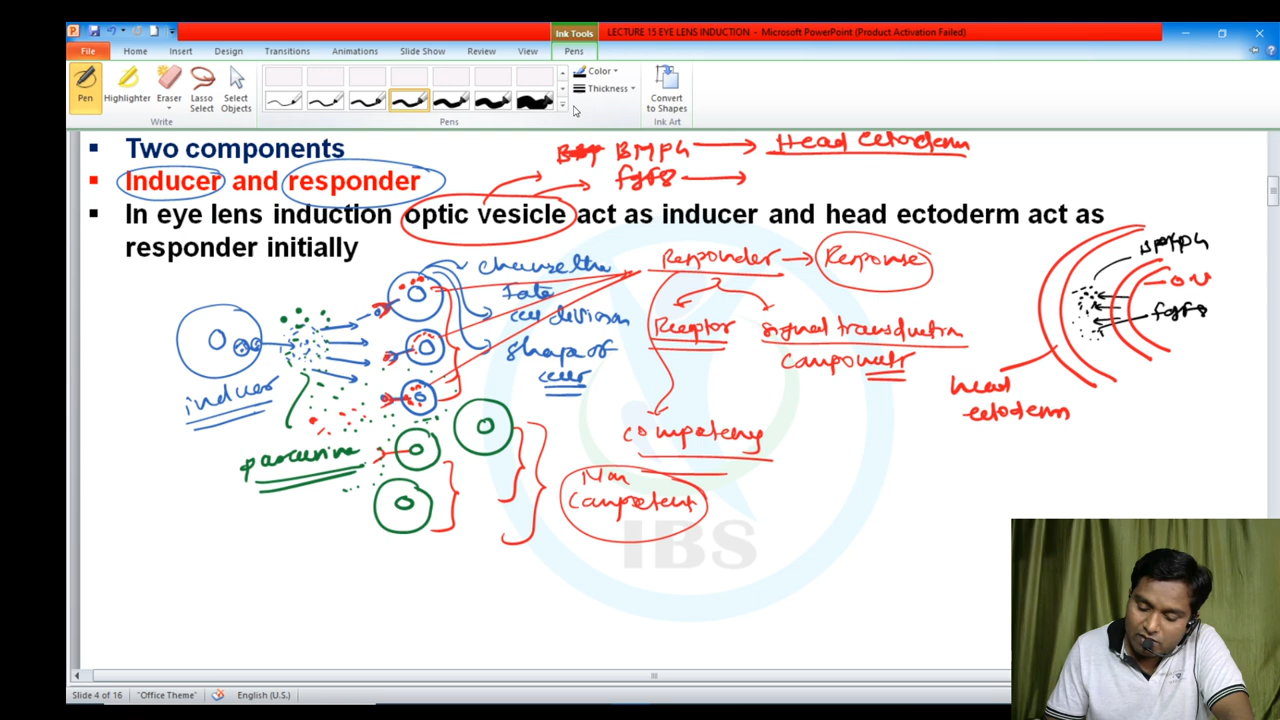 LECTURE 15 EYE LENS INDUCTION - Microsoft PowerPoint (Product Activation Failed)
Ink Tools
File Home Insert Design Transitions Animations Slide Show Review View Pens
Pen Highlighter Eraser Lasso Select Select Objects
Color
Thickness
Convert to Shapes
Write Pens Ink Art
Two components
BMP4 Head ectoderm
Inducer and responder
fgf8
In eye lens induction optic vesicle act as inducer and head ectoderm act as
responder initially
Responder Response
change the
fate
cell division
shape of
cell
Receptor signal transduction
component
BMP4
OV
fgf8
head
ectoderm
inducer
paracrine
competency
Non
Competent
IBS
Slide 4 of 16 "Office Theme" English (U.S.)